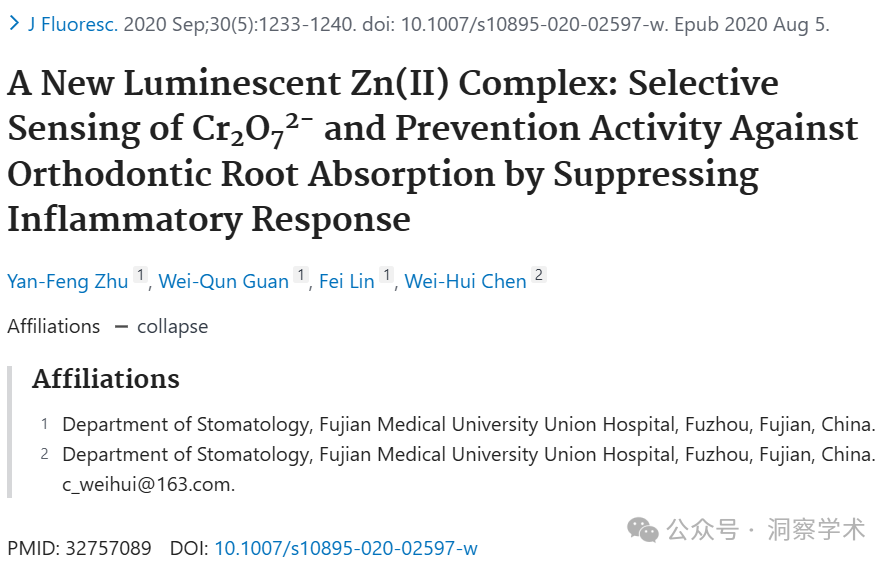 J Fluoresc. 2020 Sep;30(5):1233-1240. doi: 10.1007/s10895-020-02597-w. Epub 2020 Aug 5.
A New Luminescent Zn(II) Complex: Selective
Sensing of Cr₂O₇²⁻ and Prevention Activity Against
Orthodontic Root Absorption by Suppressing
Inflammatory Response
Yan-Feng Zhu 1, Wei-Qun Guan 1, Fei Lin 1, Wei-Hui Chen 2
Affiliations — collapse
Affiliations
1 Department of Stomatology, Fujian Medical University Union Hospital, Fuzhou, Fujian, China.
2 Department of Stomatology, Fujian Medical University Union Hospital, Fuzhou, Fujian, China.
c_weihui@163.com.
PMID: 32757089 DOI: 10.1007/s10895-020-02597-w
公众号 · 洞察学术